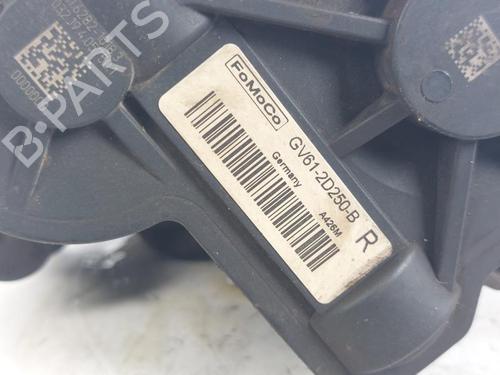 FoMoCo
GV61-2D250-B
Germany
A426M
R
B-PARTS